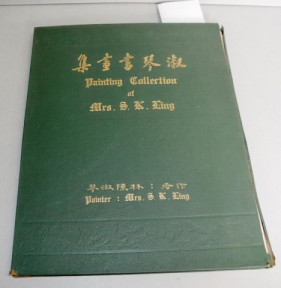 集畫書琴淑
Painting Collection
of
Mrs. S. K. Ling
琴淑陳林：者作
Painter : Mrs. S. K. Ling